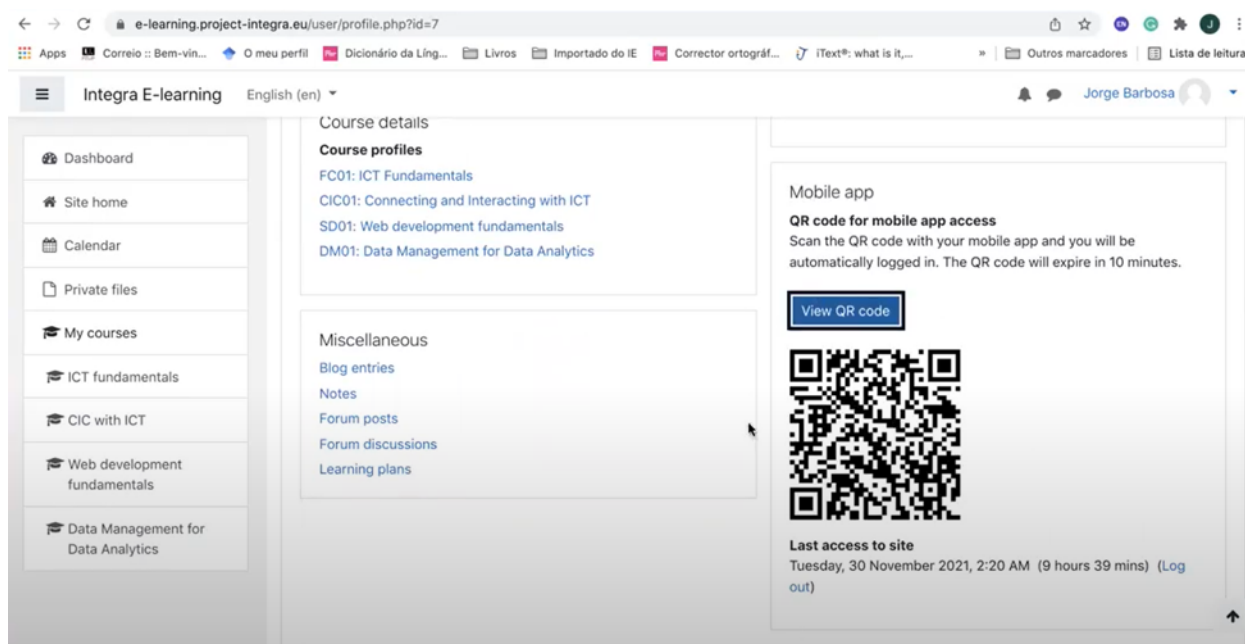 e-learning.project-integra.eu/user/profile.php?id=7
J
Apps
Correio :: Bem-vin...
O meu perfil
Dicionário da Líng...
Livros
Importado do IE
Corrector ortográf...
iText®: what is it,...
»
Outros marcadores
Lista de leitura
Integra E-learning
English (en)
Jorge Barbosa
Dashboard
Site home
Calendar
Private files
My courses
ICT fundamentals
CIC with ICT
Web development
fundamentals
Data Management for
Data Analytics
Course details
Course profiles
FC01: ICT Fundamentals
CIC01: Connecting and Interacting with ICT
SD01: Web development fundamentals
DM01: Data Management for Data Analytics
Miscellaneous
Blog entries
Notes
Forum posts
Forum discussions
Learning plans
Mobile app
QR code for mobile app access
Scan the QR code with your mobile app and you will be
automatically logged in. The QR code will expire in 10 minutes.
View QR code
Last access to site
Tuesday, 30 November 2021, 2:20 AM (9 hours 39 mins) (Log
out)